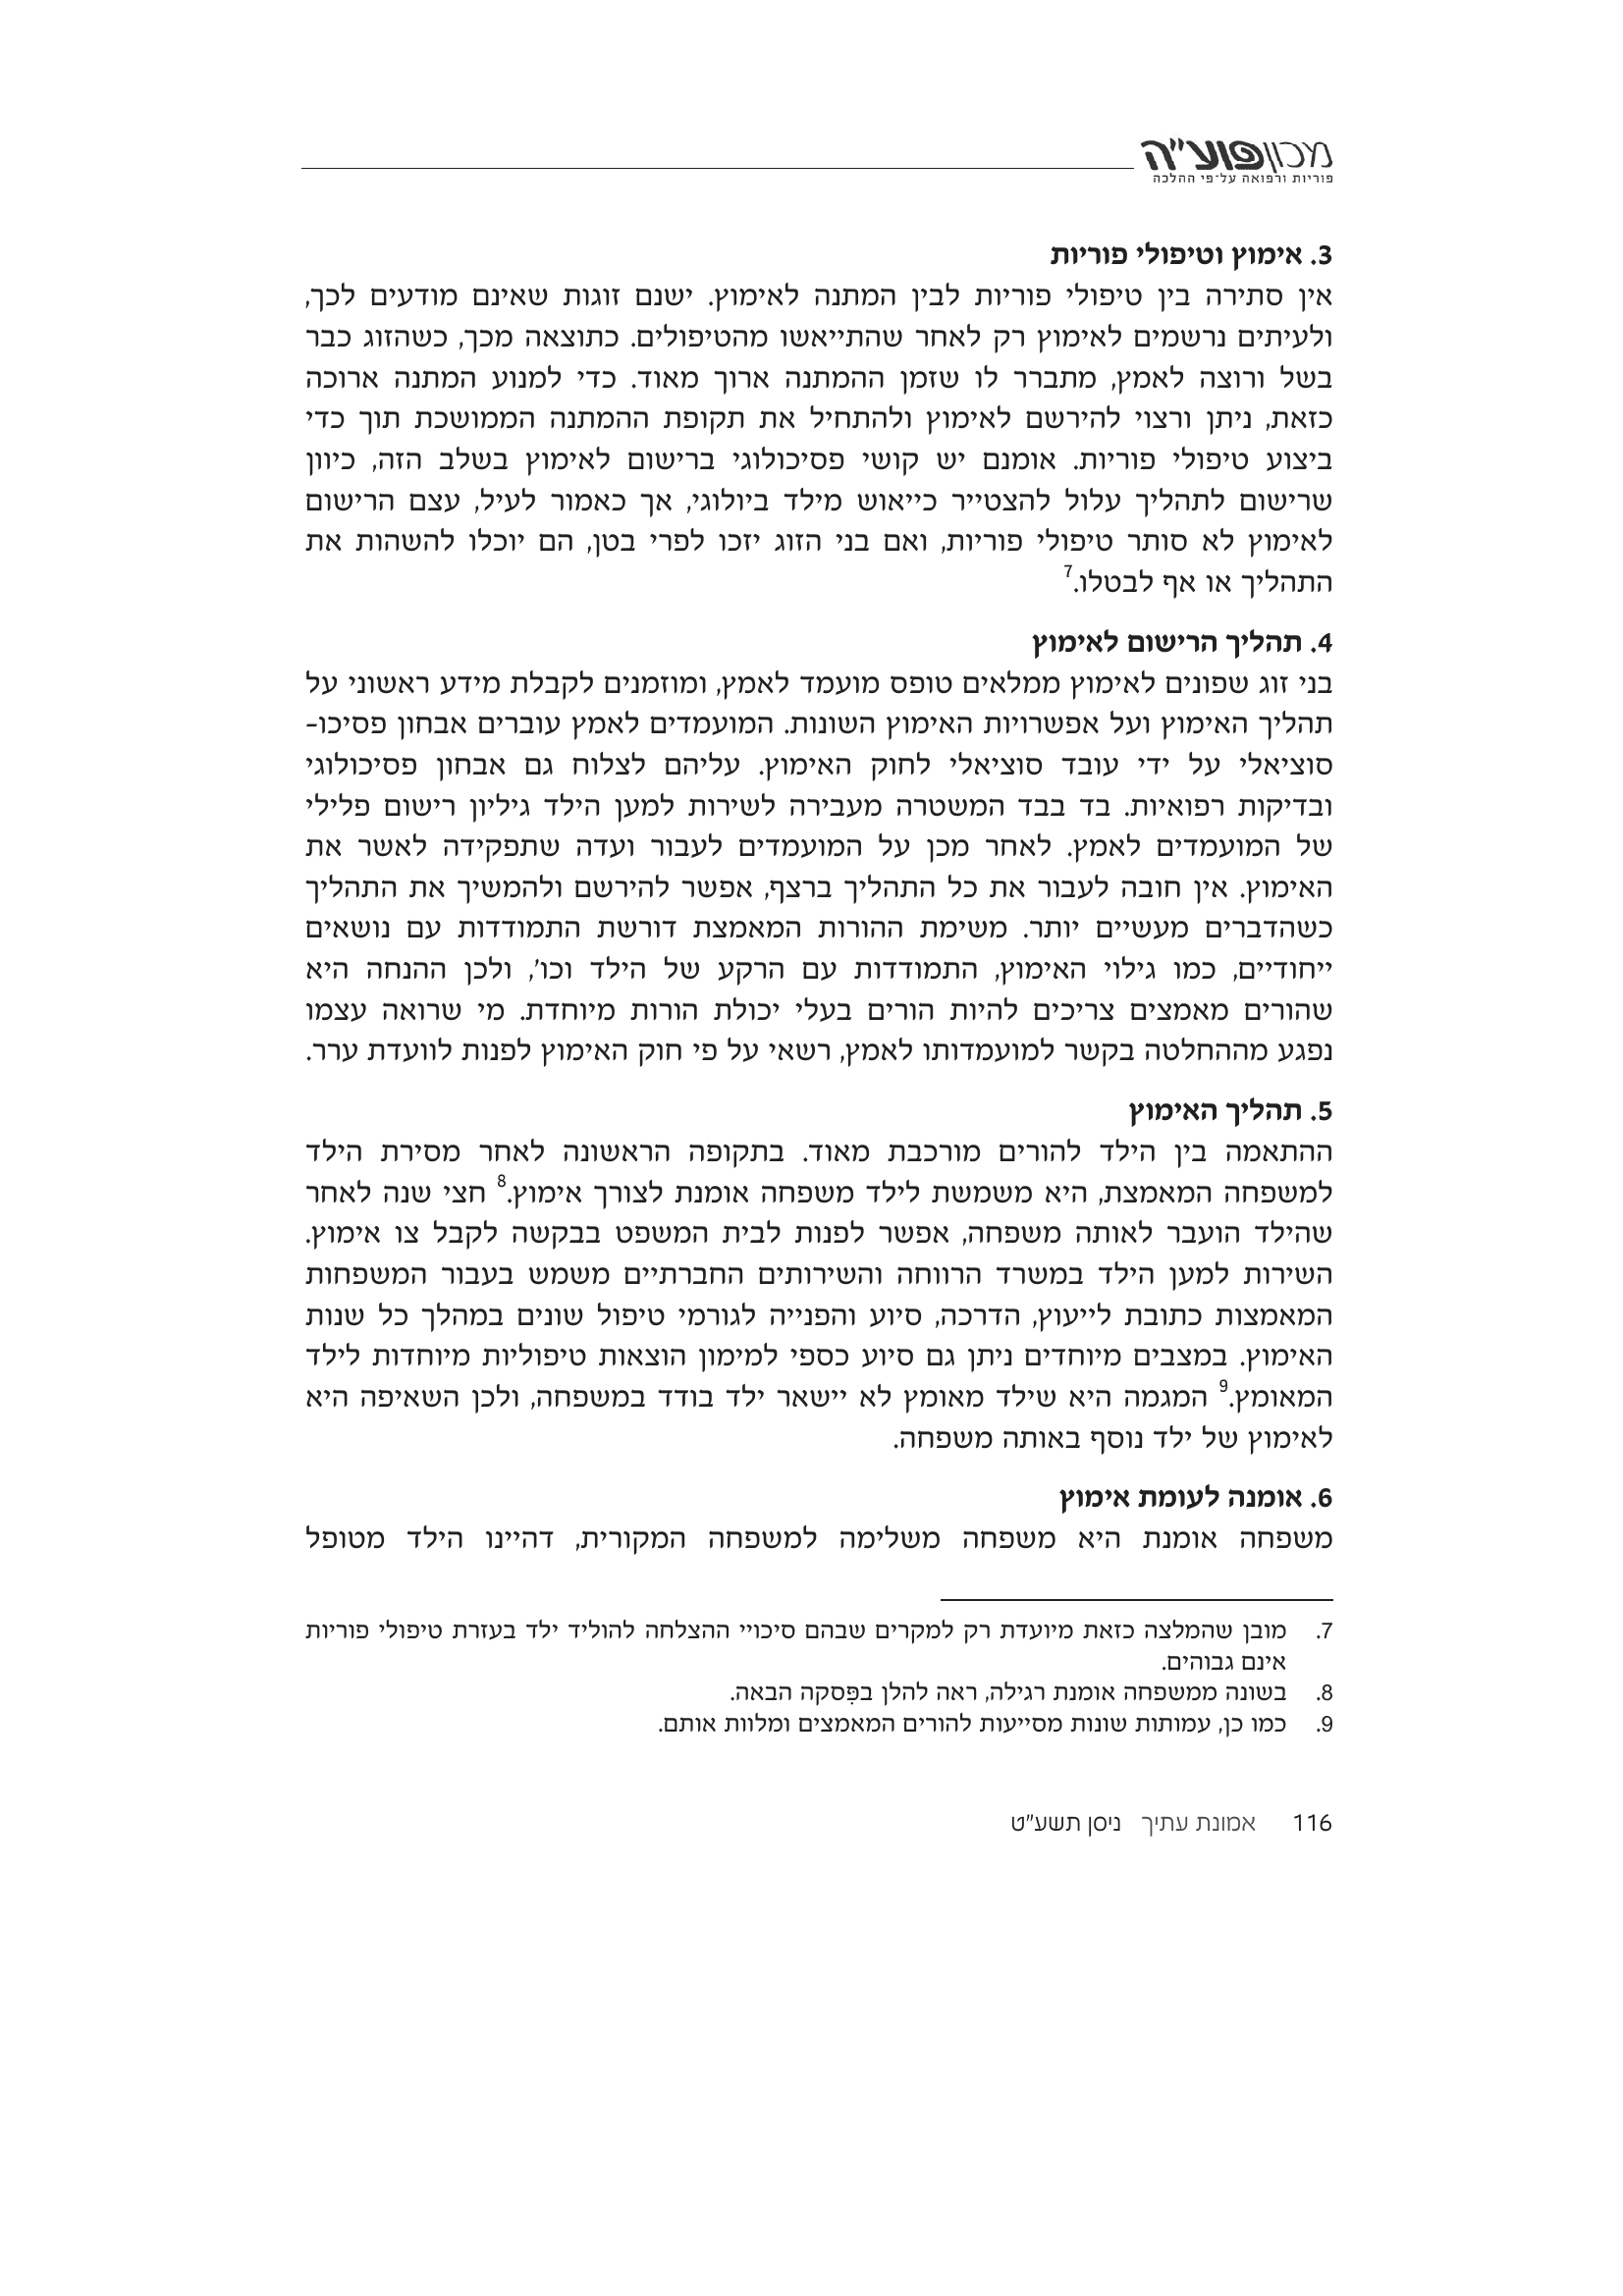 מכון פוע"ה
פוריות ורפואה על־פי ההלכה
3. אימוץ וטיפולי פוריות
אין סתירה בין טיפולי פוריות לבין המתנה לאימוץ. ישנם זוגות שאינם מודעים לכך,
ולעיתים נרשמים לאימוץ רק לאחר שהתייאשו מהטיפולים. כתוצאה מכך, כשהזוג כבר
בשל ורוצה לאמץ, מתברר לו שזמן ההמתנה ארוך מאוד. כדי למנוע המתנה ארוכה
כזאת, ניתן ורצוי להירשם לאימוץ ולהתחיל את תקופת ההמתנה הממושכת תוך כדי
ביצוע טיפולי פוריות. אומנם יש קושי פסיכולוגי ברישום לאימוץ בשלב הזה, כיוון
שרישום לתהליך עלול להצטייר כייאוש מילד ביולוגי, אך כאמור לעיל, עצם הרישום
לאימוץ לא סותר טיפולי פוריות, ואם בני הזוג יזכו לפרי בטן, הם יוכלו להשהות את
התהליך או אף לבטלו.7
4. תהליך הרישום לאימוץ
בני זוג שפונים לאימוץ ממלאים טופס מועמד לאמץ, ומוזמנים לקבלת מידע ראשוני על
תהליך האימוץ ועל אפשרויות האימוץ השונות. המועמדים לאמץ עוברים אבחון פסיכו-
סוציאלי על ידי עובד סוציאלי לחוק האימוץ. עליהם לצלוח גם אבחון פסיכולוגי
ובדיקות רפואיות. בד בבד המשטרה מעבירה לשירות למען הילד גיליון רישום פלילי
של המועמדים לאמץ. לאחר מכן על המועמדים לעבור ועדה שתפקידה לאשר את
האימוץ. אין חובה לעבור את כל התהליך ברצף, אפשר להירשם ולהמשיך את התהליך
כשהדברים מעשיים יותר. משימת ההורות המאמצת דורשת התמודדות עם נושאים
ייחודיים, כמו גילוי האימוץ, התמודדות עם הרקע של הילד וכו', ולכן ההנחה היא
שהורים מאמצים צריכים להיות הורים בעלי יכולת הורות מיוחדת. מי שרואה עצמו
נפגע מההחלטה בקשר למועמדותו לאמץ, רשאי על פי חוק האימוץ לפנות לוועדת ערר.
5. תהליך האימוץ
ההתאמה בין הילד להורים מורכבת מאוד. בתקופה הראשונה לאחר מסירת הילד
למשפחה המאמצת, היא משמשת לילד משפחה אומנת לצורך אימוץ.8 חצי שנה לאחר
שהילד הועבר לאותה משפחה, אפשר לפנות לבית המשפט בבקשה לקבל צו אימוץ.
השירות למען הילד במשרד הרווחה והשירותים החברתיים משמש בעבור המשפחות
המאמצות כתובת לייעוץ, הדרכה, סיוע והפנייה לגורמי טיפול שונים במהלך כל שנות
האימוץ. במצבים מיוחדים ניתן גם סיוע כספי למימון הוצאות טיפוליות מיוחדות לילד
המאומץ.9 המגמה היא שילד מאומץ לא יישאר ילד בודד במשפחה, ולכן השאיפה היא
לאימוץ של ילד נוסף באותה משפחה.
6. אומנה לעומת אימוץ
משפחה אומנת היא משפחה משלימה למשפחה המקורית, דהיינו הילד מטופל
7. מובן שהמלצה כזאת מיועדת רק למקרים שבהם סיכויי ההצלחה להוליד ילד בעזרת טיפולי פוריות
אינם גבוהים.
8. בשונה ממשפחה אומנת רגילה, ראה להלן בפִּסקה הבאה.
9. כמו כן, עמותות שונות מסייעות להורים המאמצים ומלוות אותם.
116 אמונת עתיך ניסן תשע"ט